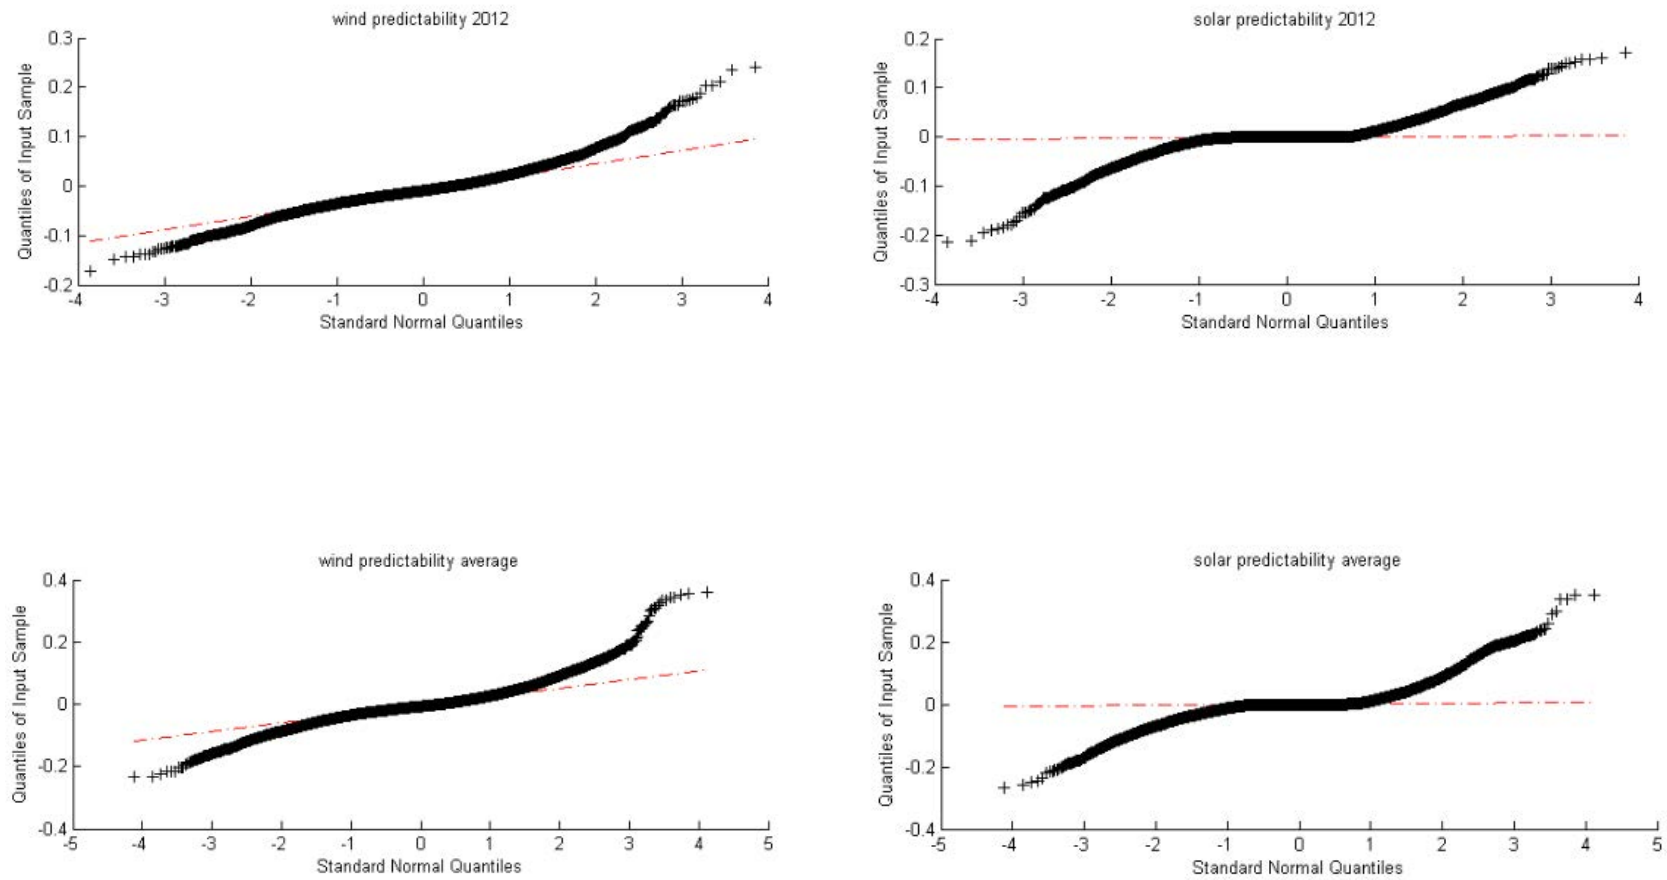 wind predictability 2012
0.3
0.2
0.1
0
-0.1
-0.2
Quantiles of Input Sample
-4 -3 -2 -1 0 1 2 3 4
Standard Normal Quantiles
solar predictability 2012
0.2
0.1
0
-0.1
-0.2
-0.3
Quantiles of Input Sample
-4 -3 -2 -1 0 1 2 3 4
Standard Normal Quantiles
wind predictability average
0.4
0.2
0
-0.2
-0.4
Quantiles of Input Sample
-5 -4 -3 -2 -1 0 1 2 3 4 5
Standard Normal Quantiles
solar predictability average
0.4
0.2
0
-0.2
-0.4
Quantiles of Input Sample
-5 -4 -3 -2 -1 0 1 2 3 4 5
Standard Normal Quantiles